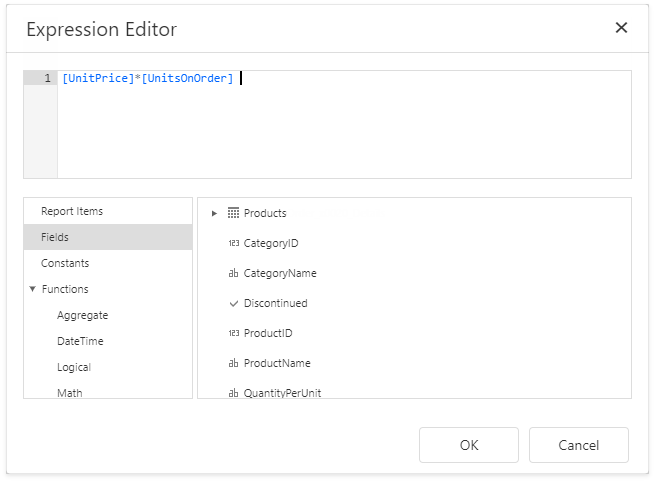 Expression Editor
1 [UnitPrice]*[UnitsOnOrder]
Report Items
Fields
Constants
Functions
Aggregate
DateTime
Logical
Math
Products
123 CategoryID
ab CategoryName
Discontinued
123 ProductID
ab ProductName
ab QuantityPerUnit
OK
Cancel